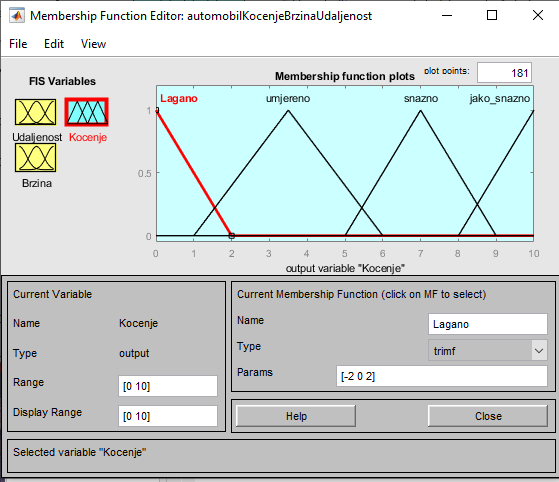 Membership Function Editor: automobilKocenjeBrzinaUdaljenost
File Edit View
FIS Variables
Udaljenost Kocenje
Brzina
Membership function plots
plot points: 181
Lagano umjereno snazno jako_snazno
1
0.5
0
0 1 2 3 4 5 6 7 8 9 10
output variable "Kocenje"
Current Variable
Name Kocenje
Type output
Range [0 10]
Display Range [0 10]
Current Membership Function (click on MF to select)
Name Lagano
Type trimf
Params [-2 0 2]
Help Close
Selected variable "Kocenje"